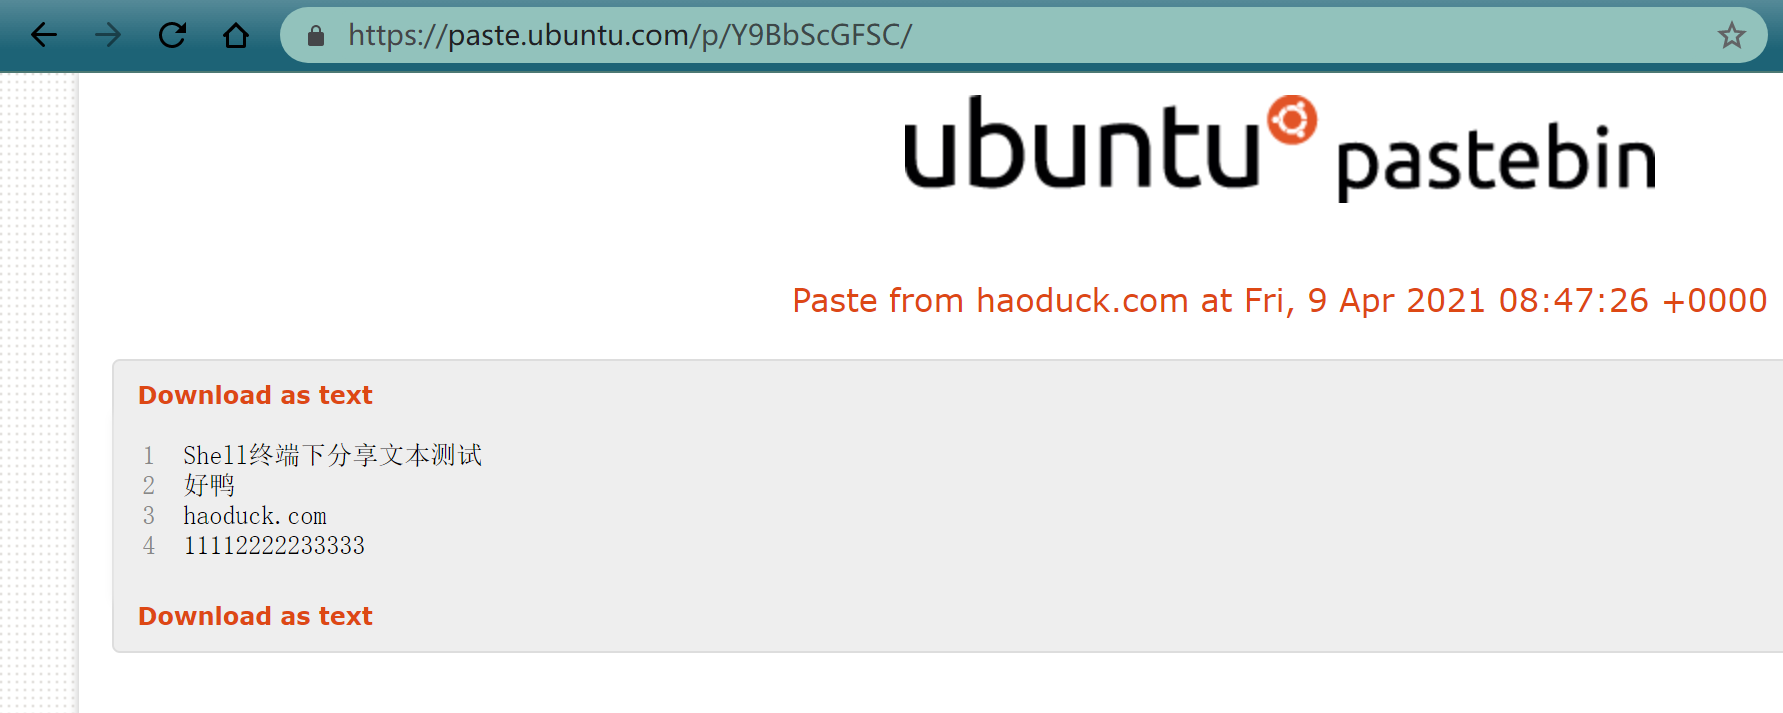 https://paste.ubuntu.com/p/Y9BbScGFSC/
ubuntu pastebin
Paste from haoduck.com at Fri, 9 Apr 2021 08:47:26 +0000
Download as text
1 Shell终端下分享文本测试
2 好鸭
3 haoduck.com
4 11112222233333
Download as text